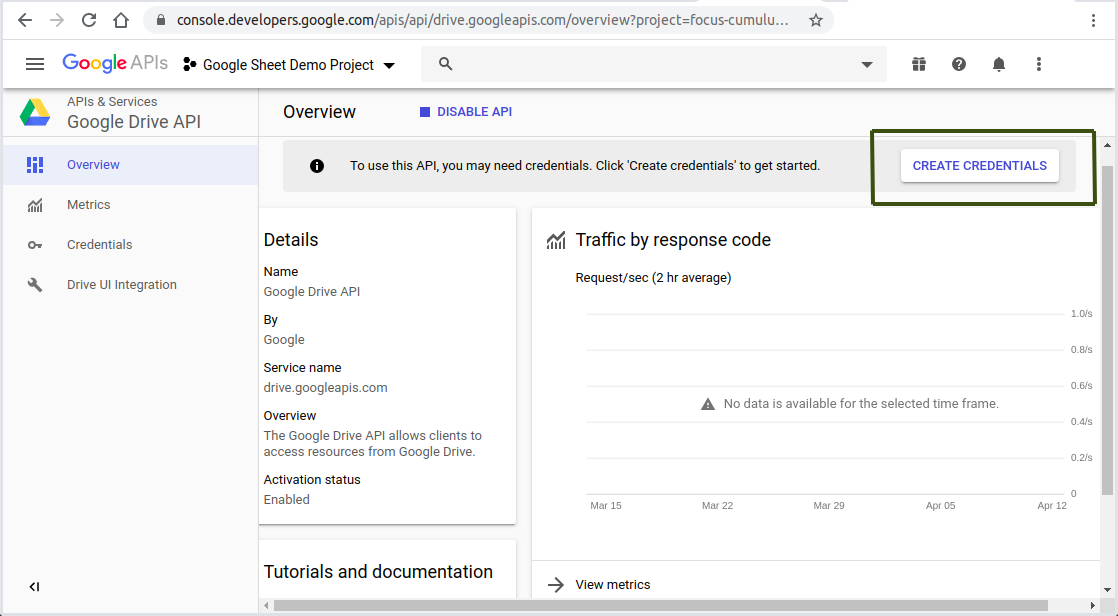 console.developers.google.com/apis/api/drive.googleapis.com/overview?project=focus-cumulu...
Google APIs
Google Sheet Demo Project
APIs & Services
Google Drive API
Overview
DISABLE API
Overview
Metrics
Credentials
Drive UI Integration
To use this API, you may need credentials. Click 'Create credentials' to get started.
CREATE CREDENTIALS
Details
Name
Google Drive API
By
Google
Service name
drive.googleapis.com
Overview
The Google Drive API allows clients to
access resources from Google Drive.
Activation status
Enabled
Tutorials and documentation
Traffic by response code
Request/sec (2 hr average)
1.0/s
0.8/s
0.6/s
No data is available for the selected time frame.
0.4/s
0.2/s
0
Mar 15 Mar 22 Mar 29 Apr 05 Apr 12
View metrics